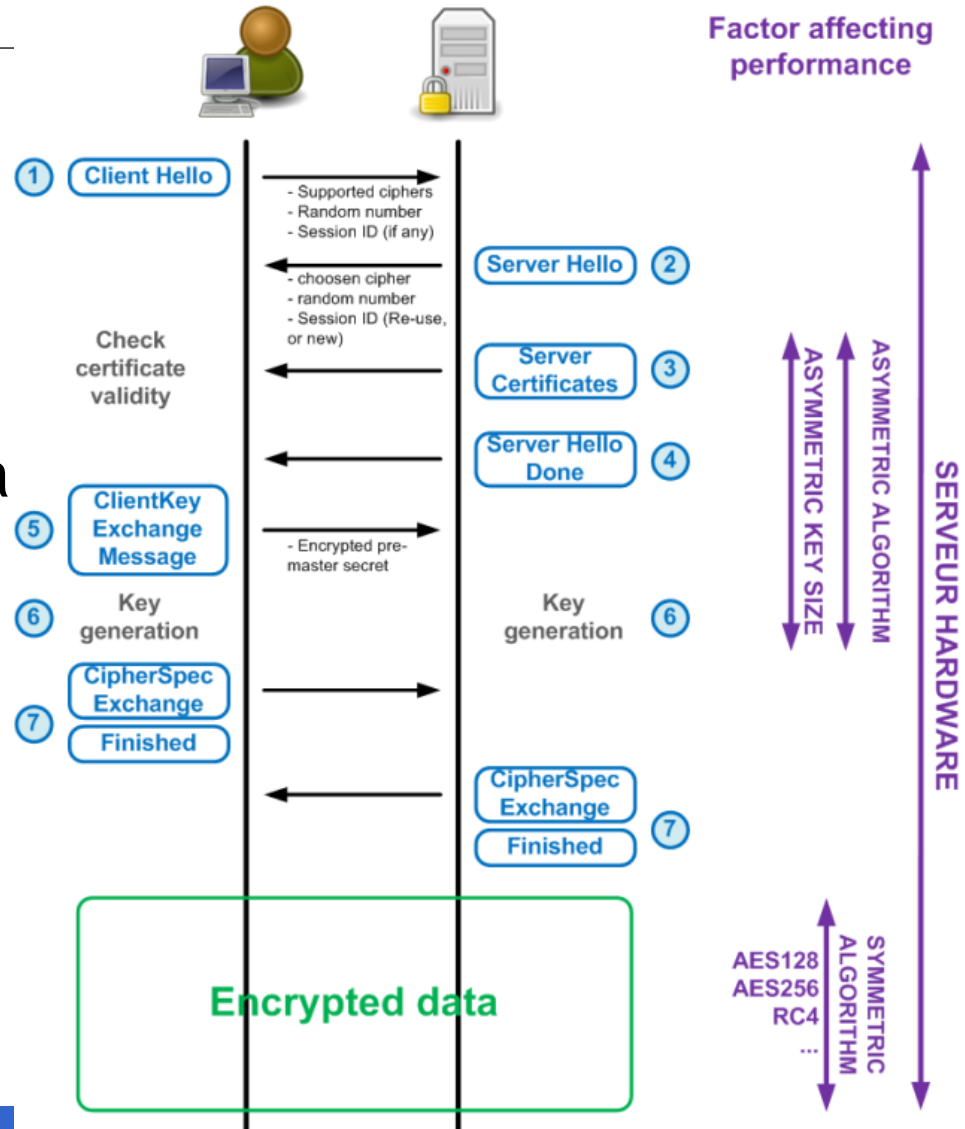 Factor affecting
performance
1
Client Hello
- Supported ciphers
- Random number
- Session ID (if any)
Server Hello
2
- choosen cipher
- random number
- Session ID (Re-use,
or new)
Check
certificate
validity
Server
Certificates
3
Server Hello
Done
4
a
5
ClientKey
Exchange
Message
- Encrypted pre-
master secret
6
Key
generation
Key
generation
6
CipherSpec
Exchange
7
Finished
CipherSpec
Exchange
7
Finished
Encrypted data
ASYMMETRIC KEY SIZE
ASYMMETRIC ALGORITHM
SERVEUR HARDWARE
AES128
AES256
RC4
...
SYMMETRIC
ALGORITHM